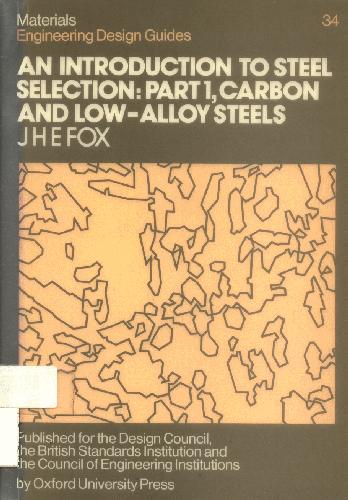 Materials
Engineering Design Guides
34
AN INTRODUCTION TO STEEL
SELECTION: PART 1, CARBON
AND LOW-ALLOY STEELS
J H E FOX
Published for the Design Council,
the British Standards Institution and
the Council of Engineering Institutions
by Oxford University Press